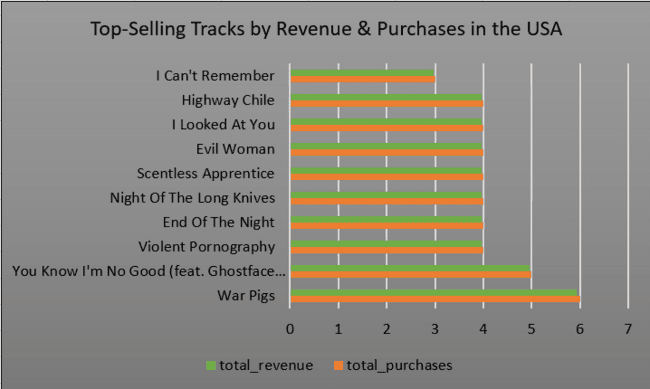 Top-Selling Tracks by Revenue & Purchases in the USA
I Can't Remember
Highway Chile
I Looked At You
Evil Woman
Scentless Apprentice
Night Of The Long Knives
End Of The Night
Violent Pornography
You Know I'm No Good (feat. Ghostface...
War Pigs
0 1 2 3 4 5 6 7
total_revenue total_purchases